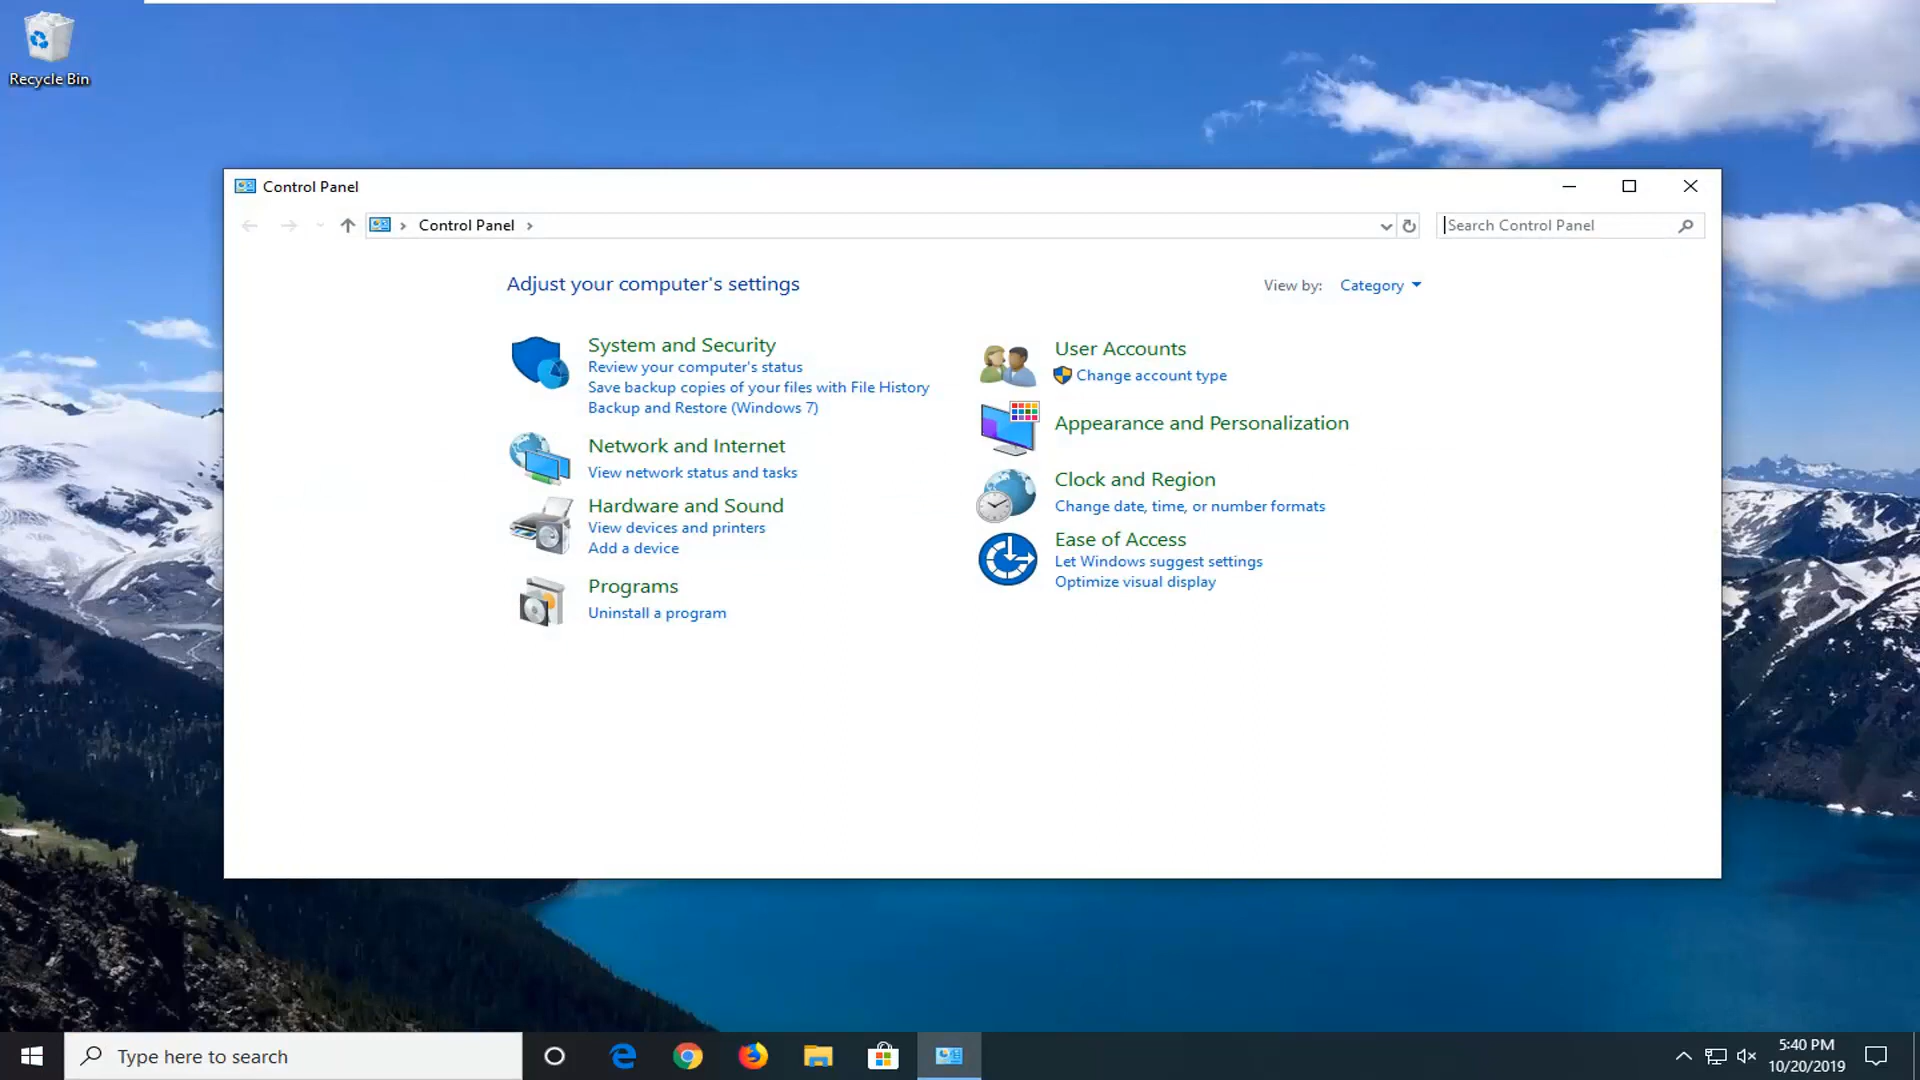 Recycle Bin
Control Panel
Control Panel
Search Control Panel
Adjust your computer's settings
View by: Category
System and Security
Review your computer's status
Save backup copies of your files with File History
Backup and Restore (Windows 7)
Network and Internet
View network status and tasks
Hardware and Sound
View devices and printers
Add a device
Programs
Uninstall a program
User Accounts
Change account type
Appearance and Personalization
Clock and Region
Change date, time, or number formats
Ease of Access
Let Windows suggest settings
Optimize visual display
Type here to search
5:40 PM
10/20/2019